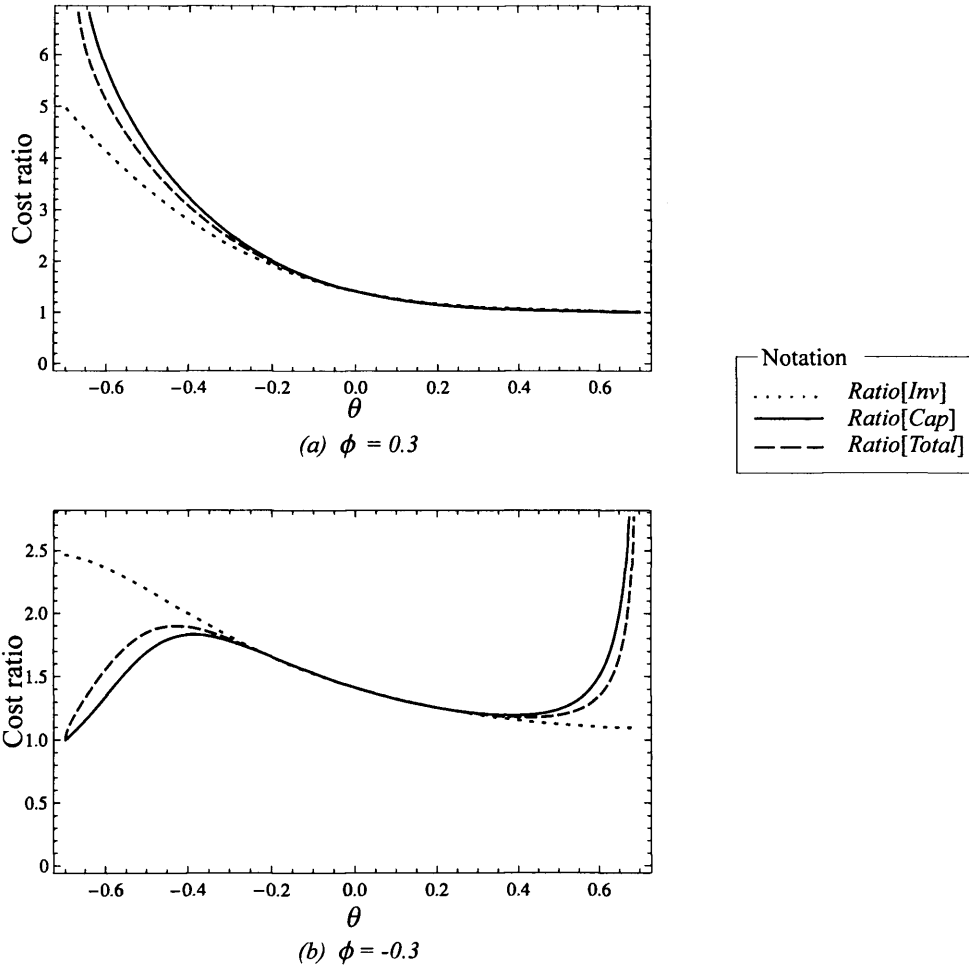 6
5
4
3
2
1
0
Cost ratio
−0.6 −0.4 −0.2 0.0 0.2 0.4 0.6
θ
(a) ϕ = 0.3
Notation
Ratio[Inv]
Ratio[Cap]
Ratio[Total]
2.5
2.0
1.5
1.0
0.5
0
Cost ratio
−0.6 −0.4 −0.2 0.0 0.2 0.4 0.6
θ
(b) ϕ = -0.3